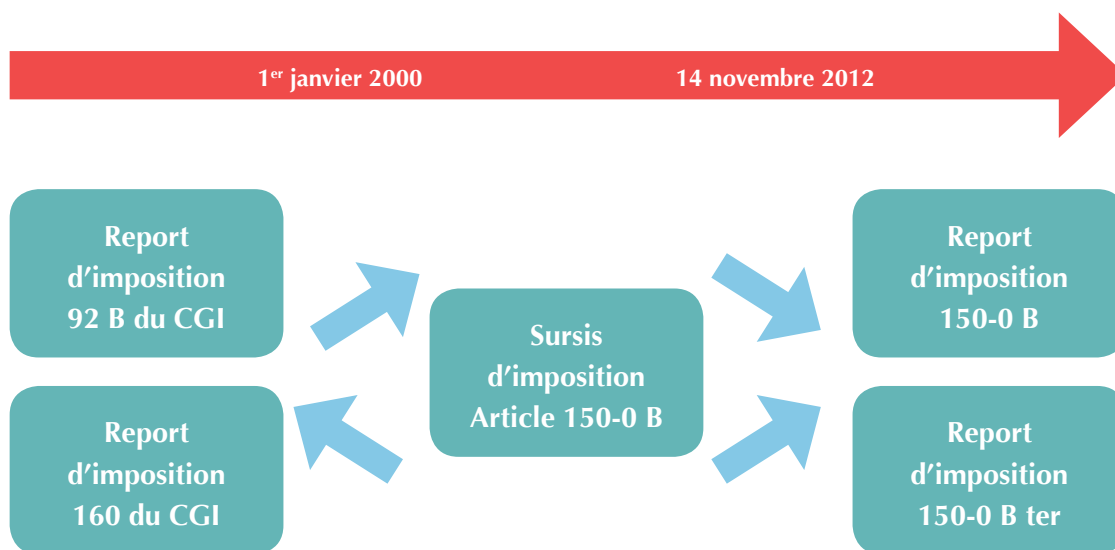 1er janvier 2000
14 novembre 2012
Report
d'imposition
92 B du CGI
Report
d'imposition
160 du CGI
Sursis
d'imposition
Article 150-0 B
Report
d'imposition
150-0 B
Report
d'imposition
150-0 B ter